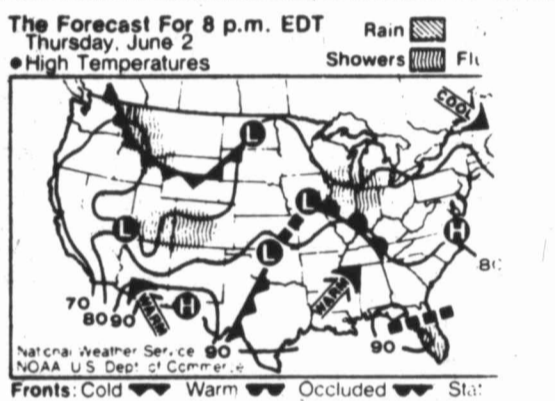 The Forecast For 8 p.m. EDT
Thursday, June 2
● High Temperatures
Rain
Showers
COOL
L
L
L
L
H
70
80
90
WARM
H
WARM
90
90
National Weather Service
NOAA U.S. Dept. of Commerce
Fronts: Cold Warm Occluded